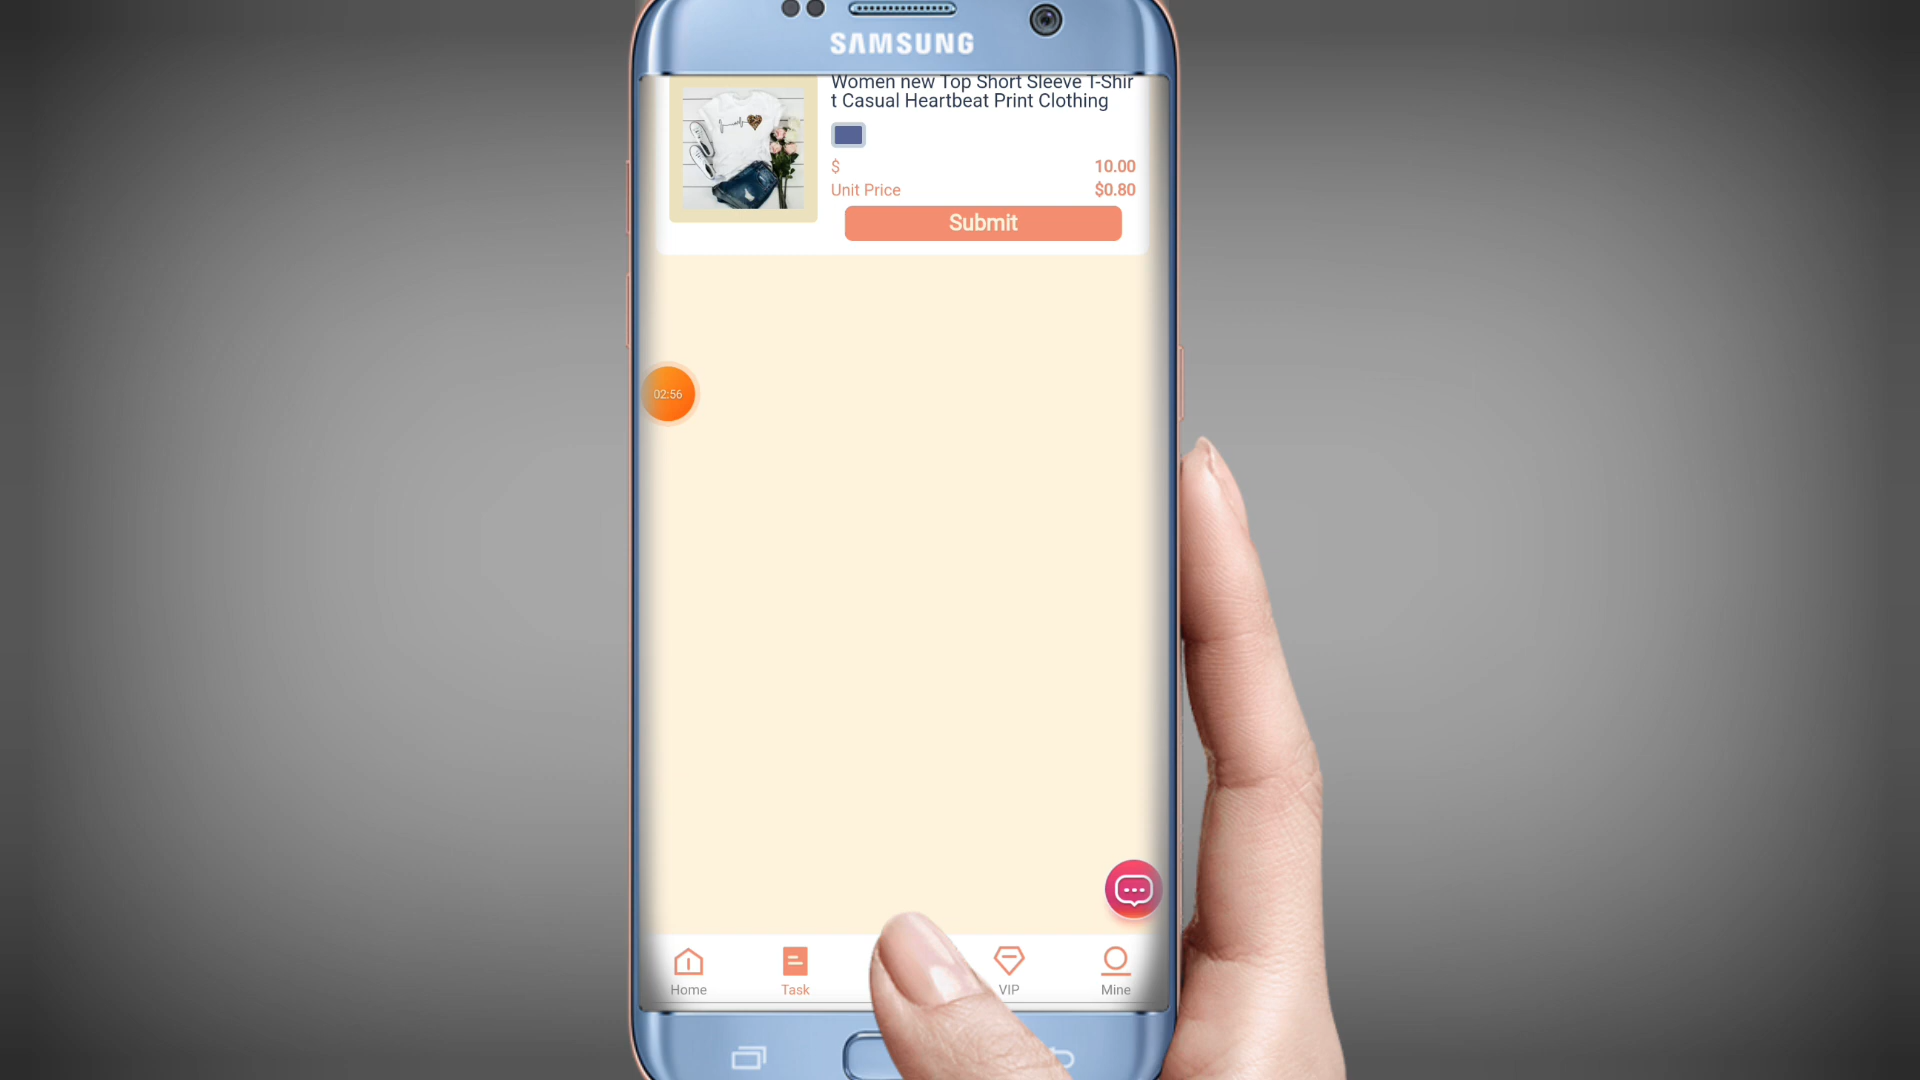 SAMSUNG
Women new Top Short Sleeve T-Shir
t Casual Heartbeat Print Clothing
$ 10.00
Unit Price $0.80
Submit
02:56
Home Task VIP Mine